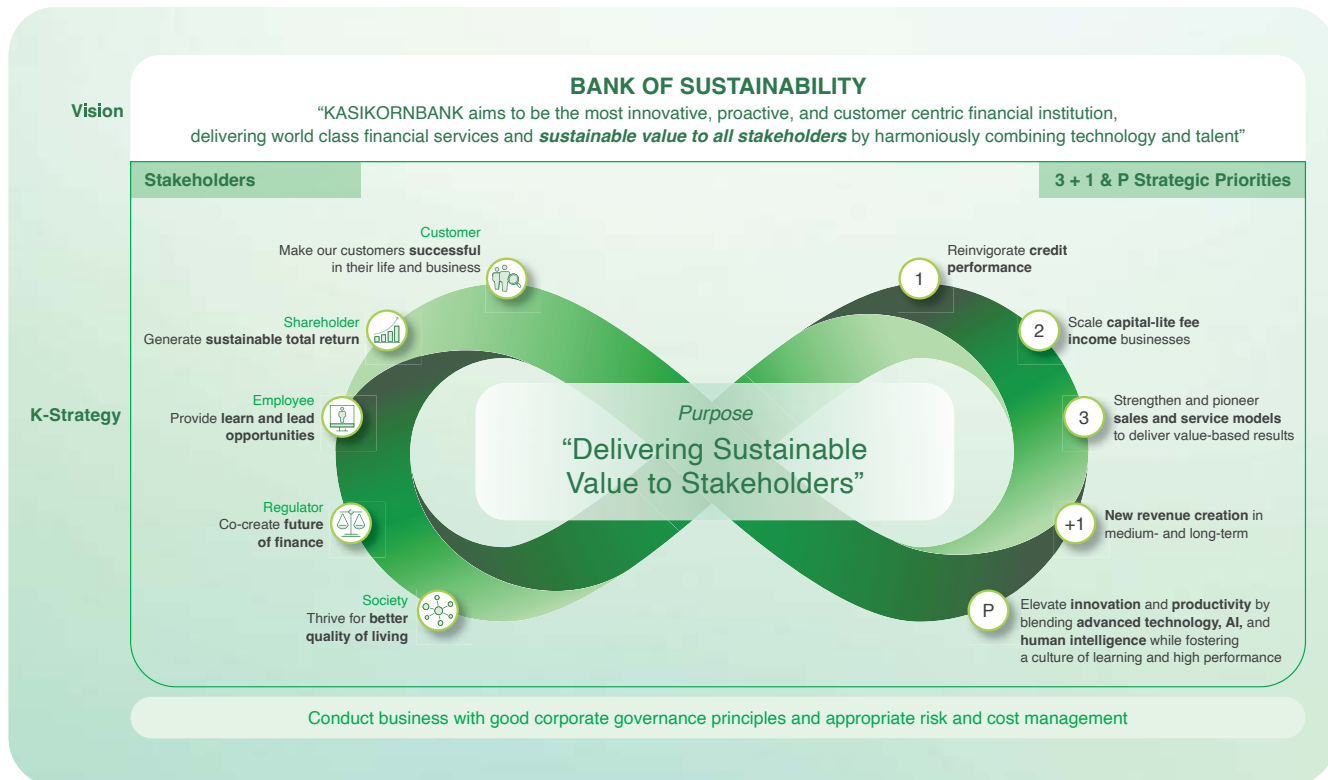 Vision
BANK OF SUSTAINABILITY
“KASIKORNBANK aims to be the most innovative, proactive, and customer centric financial institution,
delivering world class financial services and sustainable value to all stakeholders by harmoniously combining technology and talent”
K-Strategy
Stakeholders
3 + 1 & P Strategic Priorities
Customer
Make our customers successful
in their life and business
Shareholder
Generate sustainable total return
Employee
Provide learn and lead
opportunities
Regulator
Co-create future
of finance
Society
Thrive for better
quality of living
Purpose
“Delivering Sustainable
Value to Stakeholders”
1
Reinvigorate credit
performance
2
Scale capital-lite fee
income businesses
3
Strengthen and pioneer
sales and service models
to deliver value-based results
+1
New revenue creation in
medium- and long-term
P
Elevate innovation and productivity by
blending advanced technology, AI, and
human intelligence while fostering
a culture of learning and high performance
Conduct business with good corporate governance principles and appropriate risk and cost management